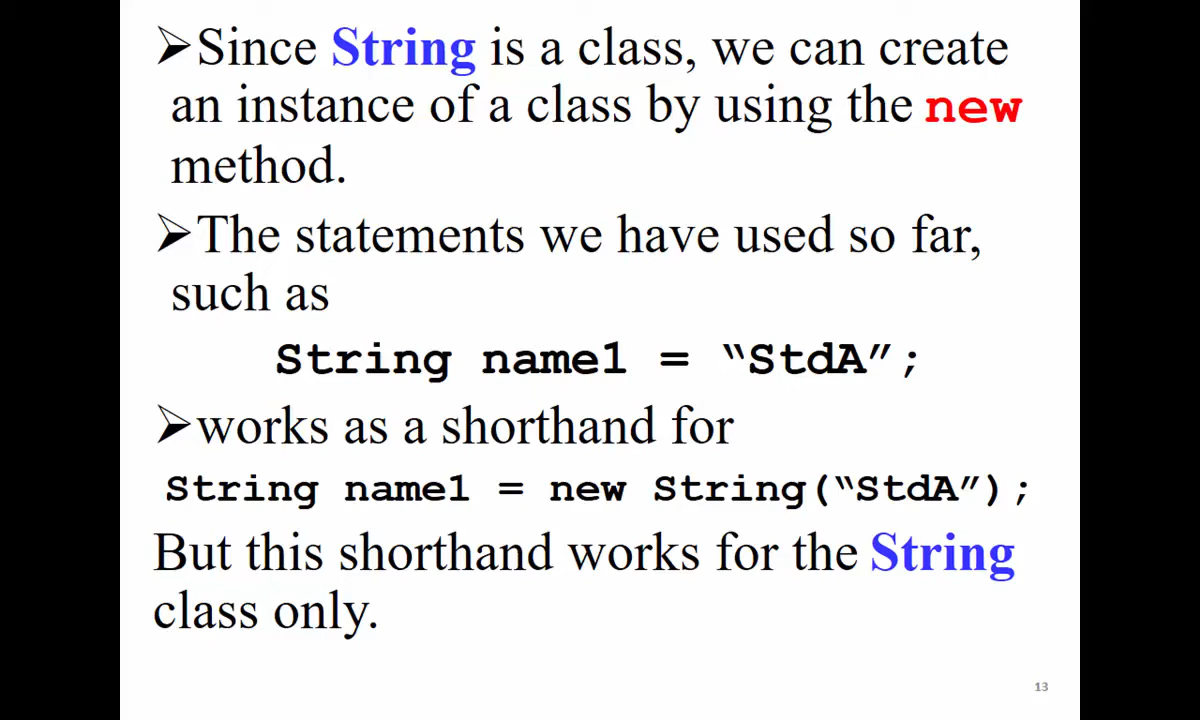 ➢Since String is a class, we can create
an instance of a class by using the new
method.
➢The statements we have used so far,
such as
String name1 = “StdA”;
➢works as a shorthand for
String name1 = new String(“StdA”);
But this shorthand works for the String
class only.
13